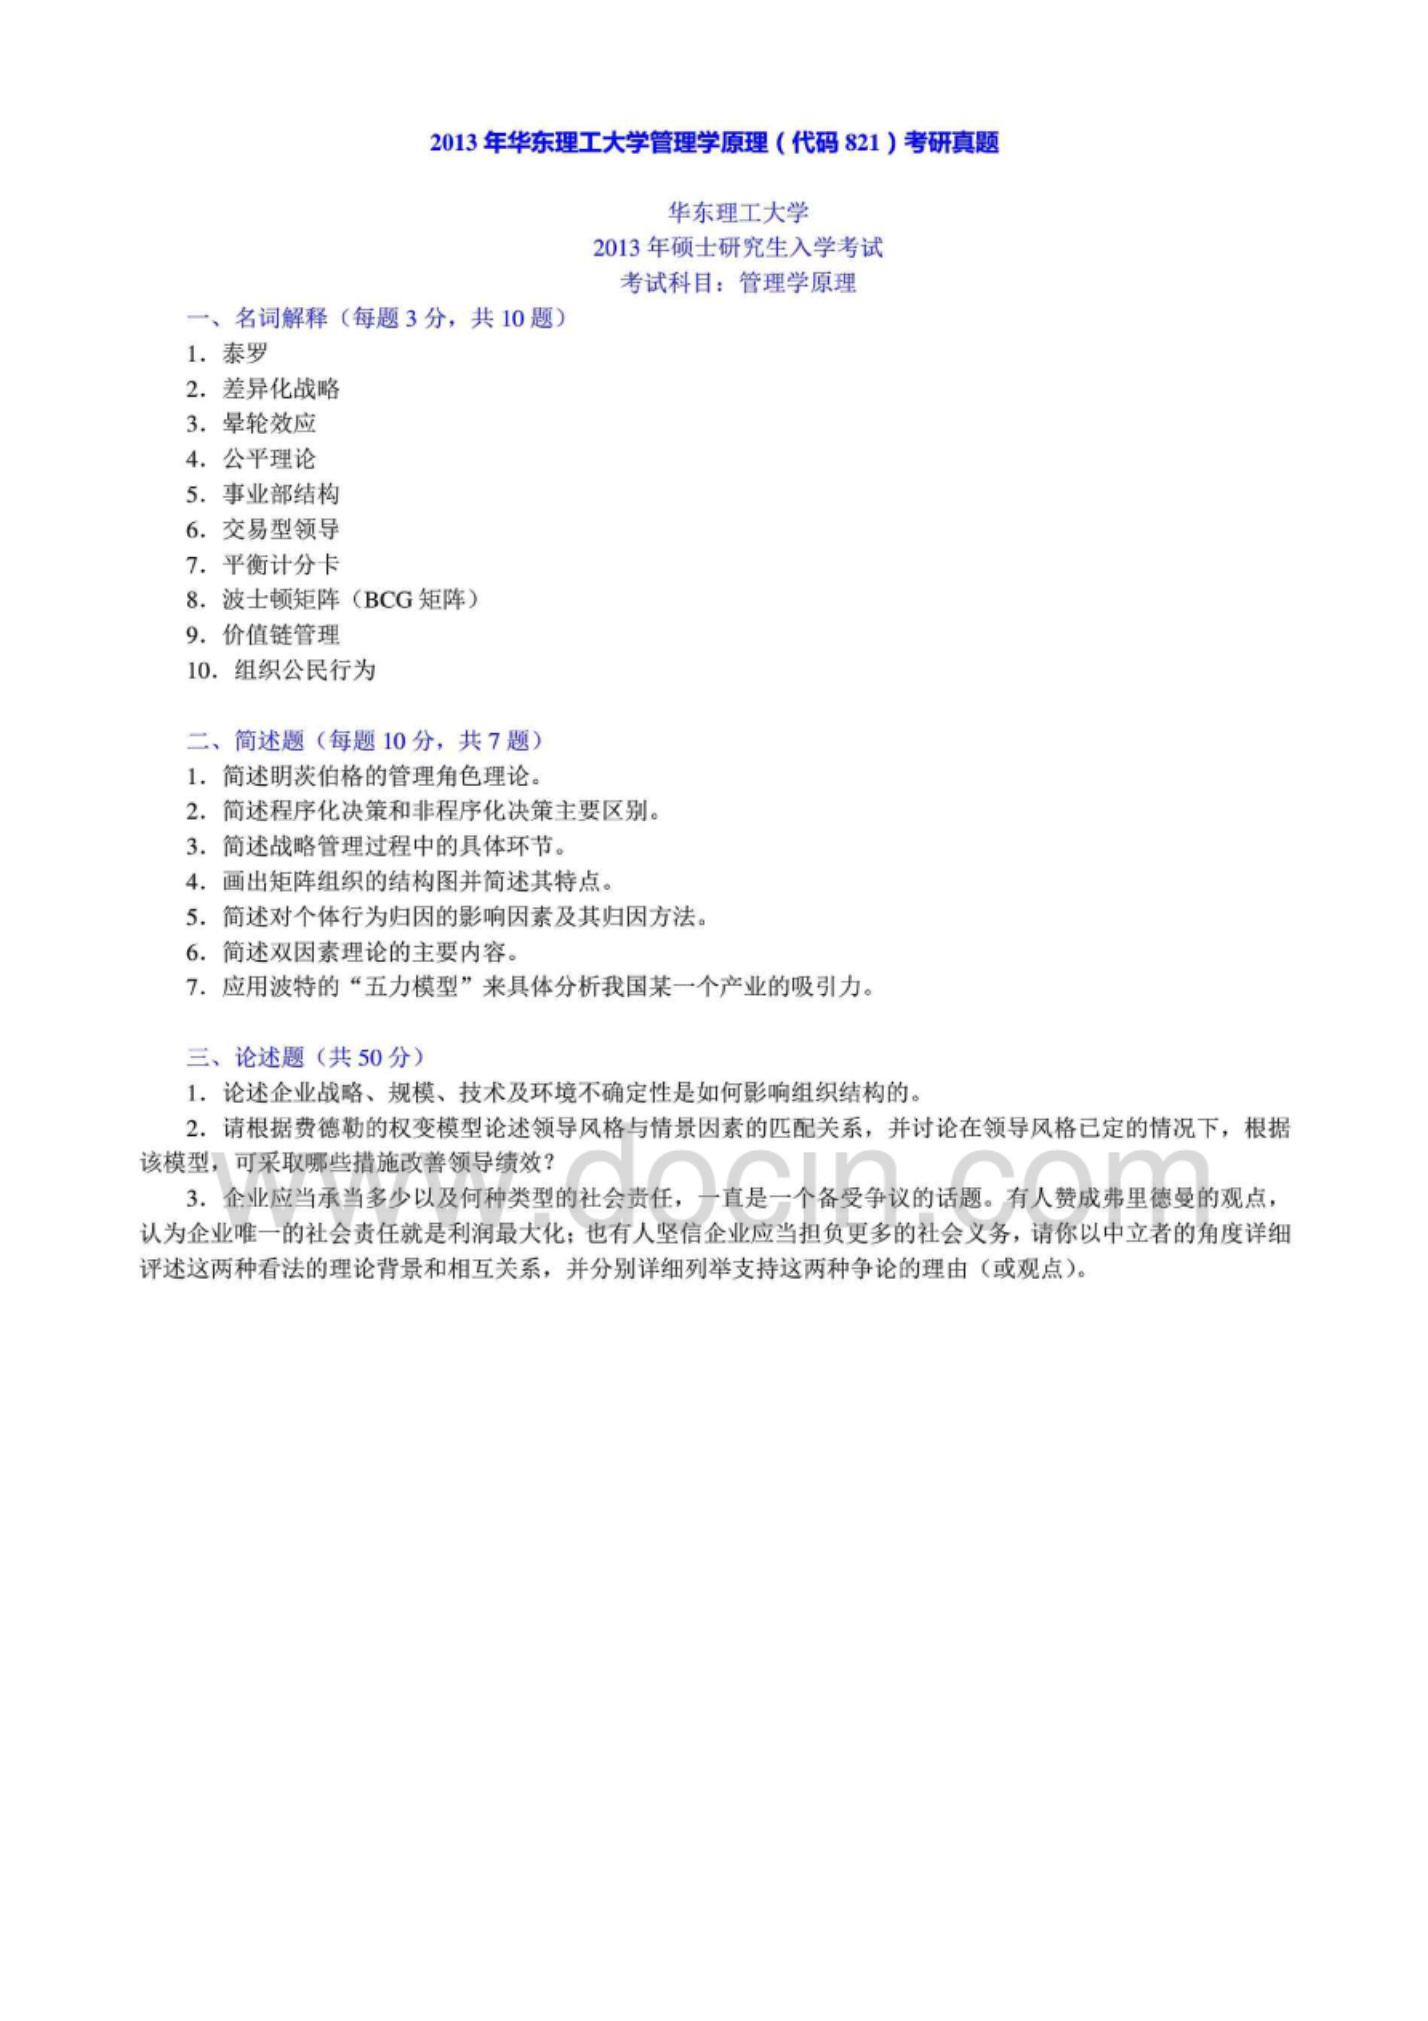 2013 年华东理工大学管理学原理（代码 821）考研真题
华东理工大学
2013 年硕士研究生入学考试
考试科目：管理学原理
一、名词解释（每题 3 分，共 10 题）
1．泰罗
2．差异化战略
3．晕轮效应
4．公平理论
5．事业部结构
6．交易型领导
7．平衡计分卡
8．波士顿矩阵（BCG 矩阵）
9．价值链管理
10．组织公民行为
二、简述题（每题 10 分，共 7 题）
1．简述明茨伯格的管理角色理论。
2．简述程序化决策和非程序化决策主要区别。
3．简述战略管理过程中的具体环节。
4．画出矩阵组织的结构图并简述其特点。
5．简述对个体行为归因的影响因素及其归因方法。
6．简述双因素理论的主要内容。
7．应用波特的“五力模型”来具体分析我国某一个产业的吸引力。
三、论述题（共 50 分）
1．论述企业战略、规模、技术及环境不确定性是如何影响组织结构的。
2．请根据费德勒的权变模型论述领导风格与情景因素的匹配关系，并讨论在领导风格已定的情况下，根据
该模型，可采取哪些措施改善领导绩效？
3．企业应当承当多少以及何种类型的社会责任，一直是一个备受争议的话题。有人赞成弗里德曼的观点，
认为企业唯一的社会责任就是利润最大化；也有人坚信企业应当担负更多的社会义务，请你以中立者的角度详细
评述这两种看法的理论背景和相互关系，并分别详细列举支持这两种争论的理由（或观点）。
www.docin.com